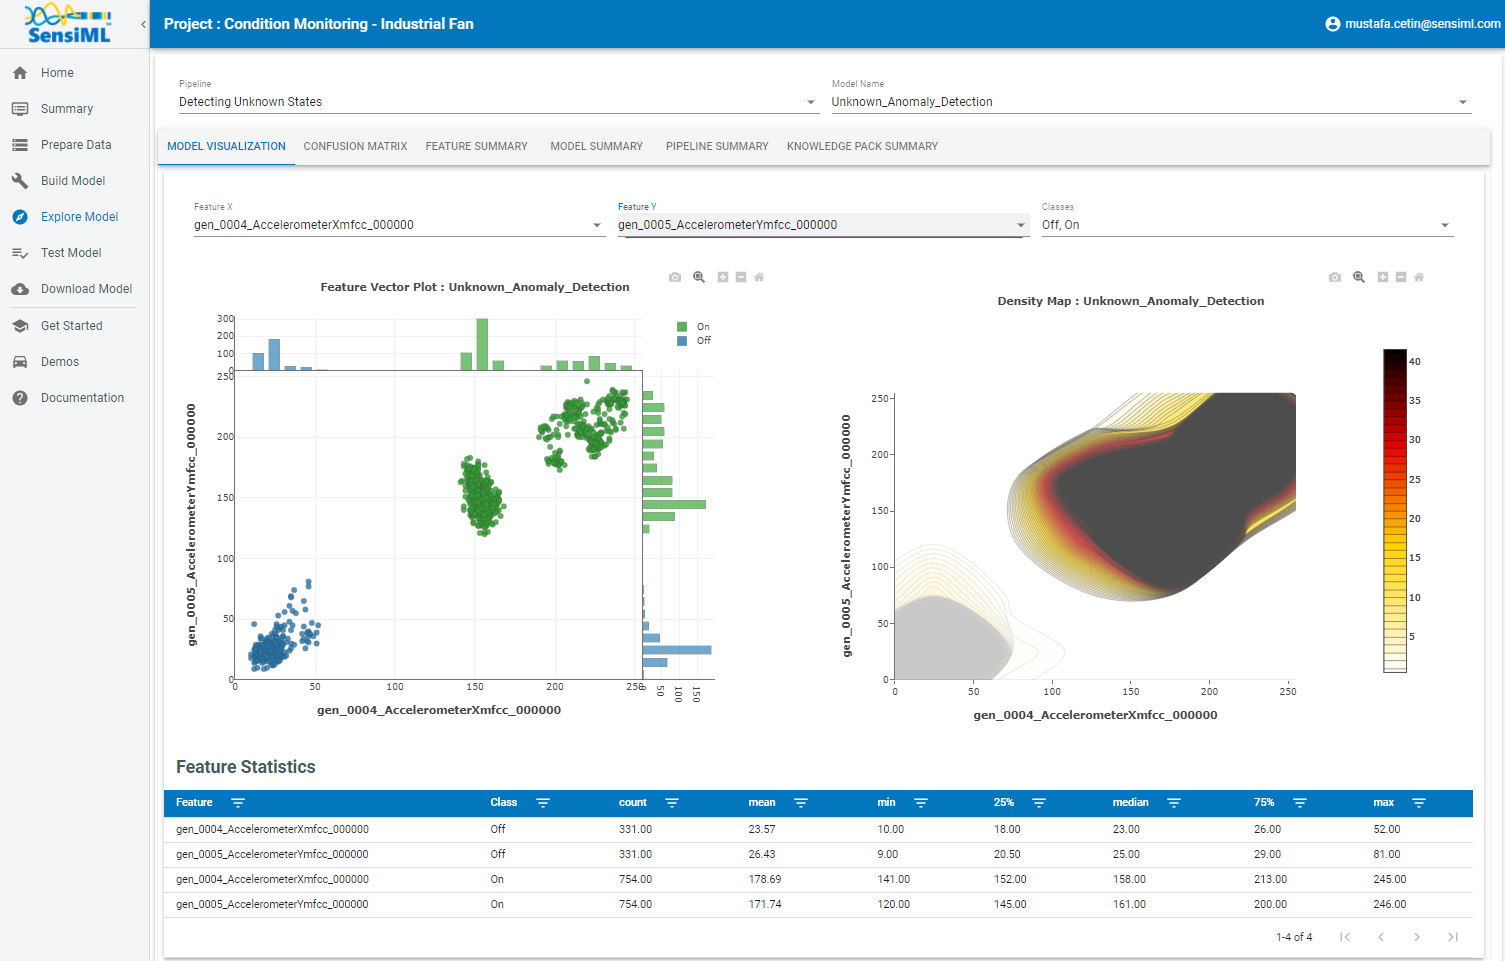 SensiML
Project : Condition Monitoring - Industrial Fan
mustafa.cetin@sensiml.com
Home
Summary
Prepare Data
Build Model
Explore Model
Test Model
Download Model
Get Started
Demos
Documentation
Pipeline
Detecting Unknown States
Model Name
Unknown_Anomaly_Detection
MODEL VISUALIZATION CONFUSION MATRIX FEATURE SUMMARY MODEL SUMMARY PIPELINE SUMMARY KNOWLEDGE PACK SUMMARY
Feature X
gen_0004_AccelerometerXmfcc_000000
Feature Y
gen_0005_AccelerometerYmfcc_000000
Classes
Off, On
Feature Vector Plot : Unknown_Anomaly_Detection
On
Off
300
200
100
0
250
200
150
100
50
0
0 50 100 150 200 250
0 50 100 150
gen_0005_AccelerometerYmfcc_000000
gen_0004_AccelerometerXmfcc_000000
Density Map : Unknown_Anomaly_Detection
250
200
150
100
50
0
0 50 100 150 200 250
gen_0005_AccelerometerYmfcc_000000
gen_0004_AccelerometerXmfcc_000000
40
35
30
25
20
15
10
5
Feature Statistics
Feature Class count mean min 25% median 75% max
gen_0004_AccelerometerXmfcc_000000 Off 331.00 23.57 10.00 18.00 23.00 26.00 52.00
gen_0005_AccelerometerYmfcc_000000 Off 331.00 26.43 9.00 20.50 25.00 29.00 81.00
gen_0004_AccelerometerXmfcc_000000 On 754.00 178.69 141.00 152.00 158.00 213.00 245.00
gen_0005_AccelerometerYmfcc_000000 On 754.00 171.74 120.00 145.00 161.00 200.00 246.00
1-4 of 4